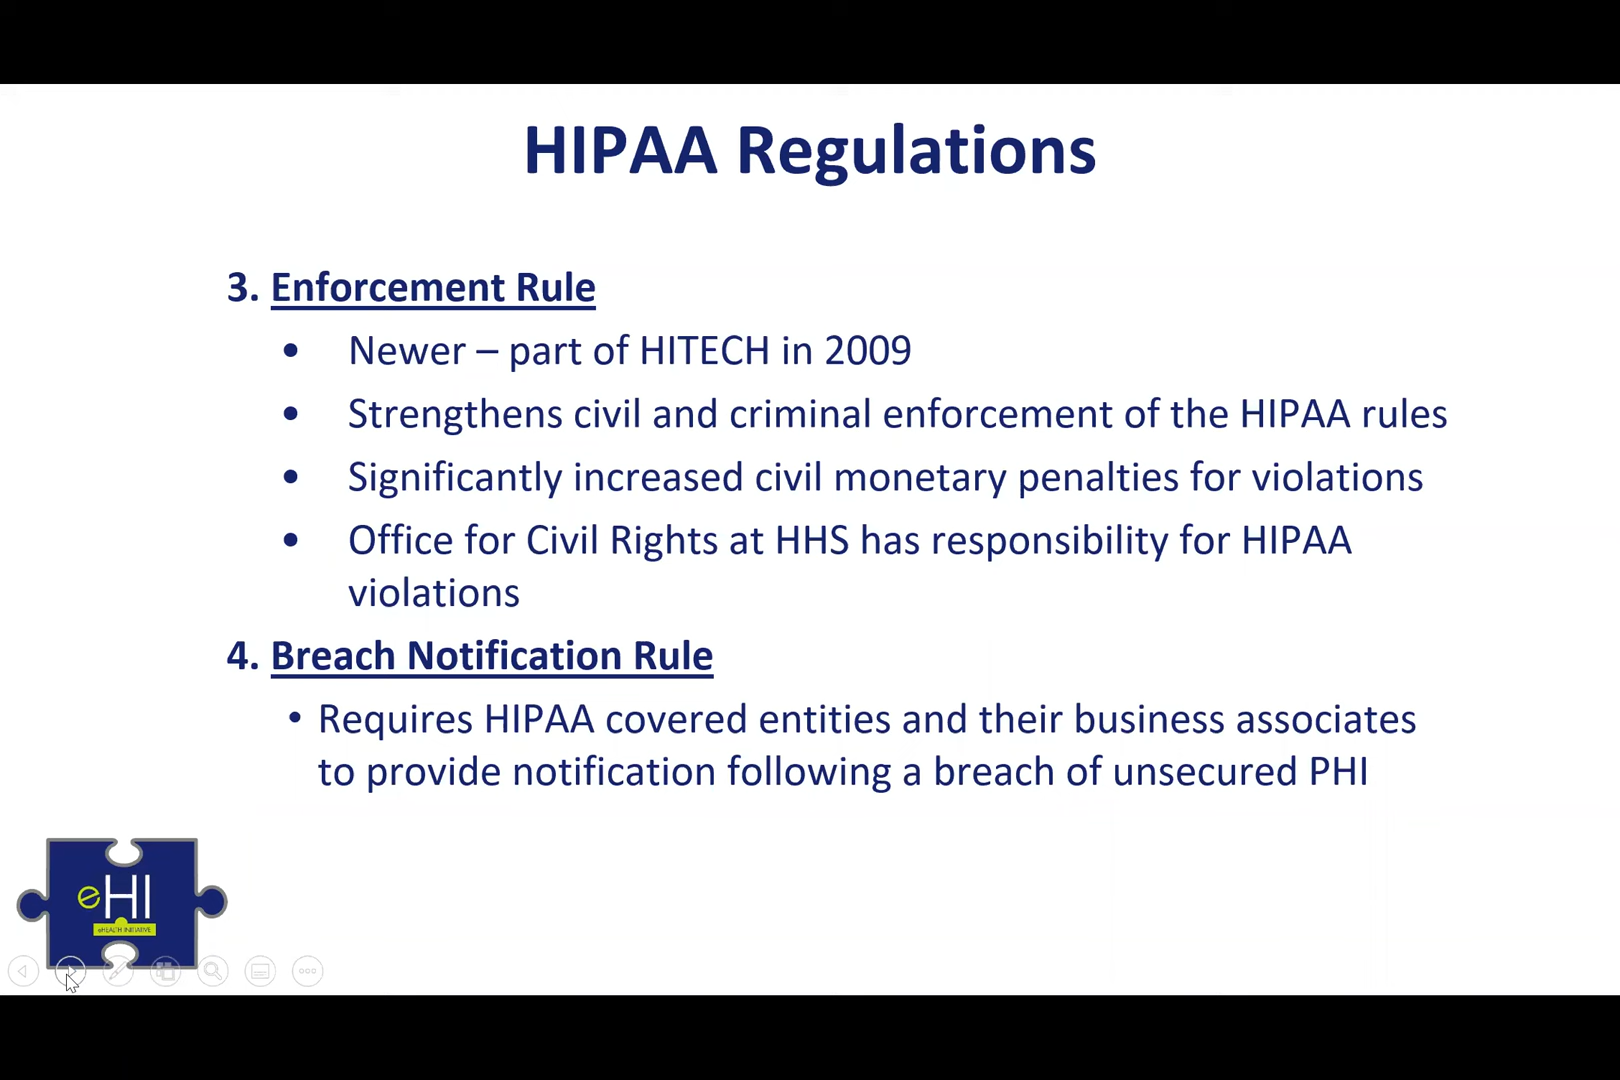 HIPAA Regulations
3. Enforcement Rule
• Newer – part of HITECH in 2009
• Strengthens civil and criminal enforcement of the HIPAA rules
• Significantly increased civil monetary penalties for violations
• Office for Civil Rights at HHS has responsibility for HIPAA
violations
4. Breach Notification Rule
• Requires HIPAA covered entities and their business associates
to provide notification following a breach of unsecured PHI
eHI
eHEALTH INITIATIVE